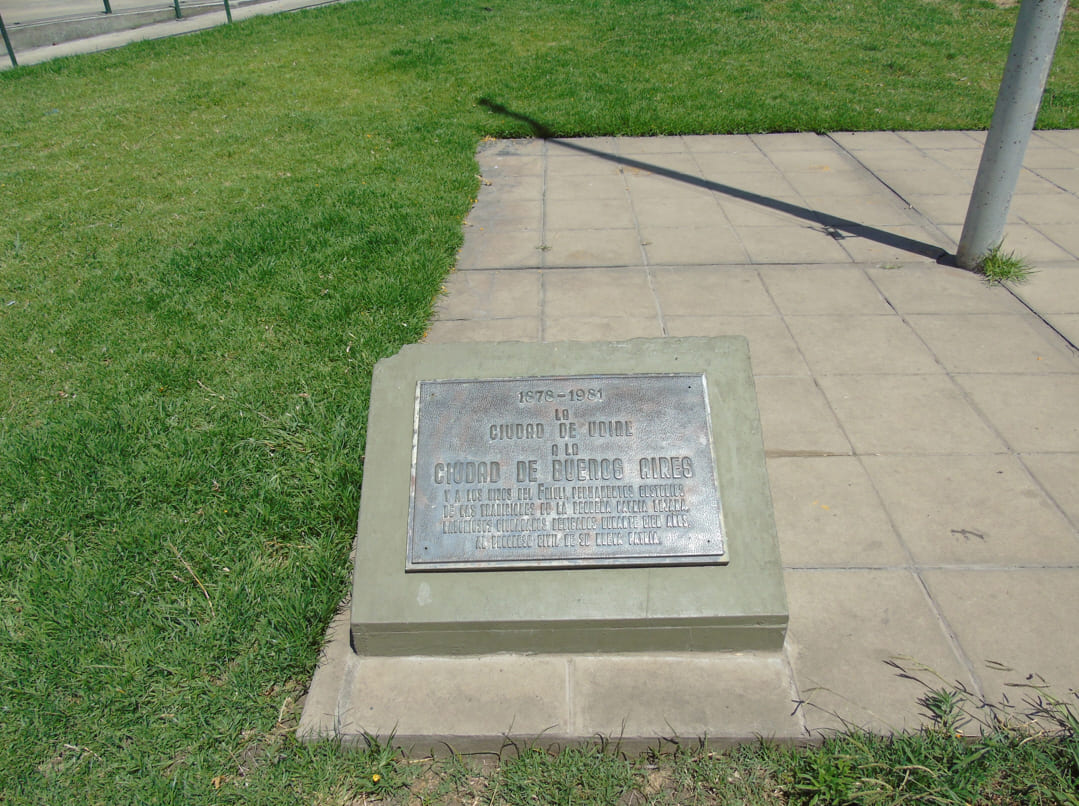 1878-1981
LA
CIUDAD DE UDINE
A LA
CIUDAD DE BUENOS AIRES
Y A LOS HIJOS DEL FRIULI, PERMANENTES CUSTODIOS
DE LAS TRADICIONES DE LA PEQUEÑA PATRIA LEJANA,
CIUDADANOS DEDICADOS DURANTE CIEN AÑOS,
AL PROGRESO CIVIL DE SU NUEVA PATRIA.